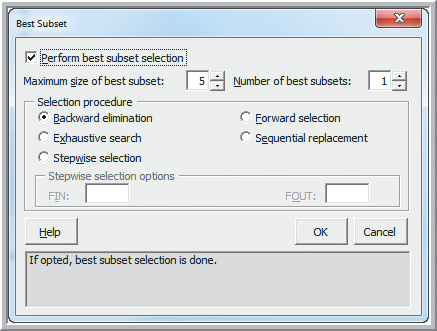 Best Subset
Perform best subset selection
Maximum size of best subset: 5 Number of best subsets: 1
Selection procedure
Backward elimination Forward selection
Exhaustive search Sequential replacement
Stepwise selection
Stepwise selection options
FIN: FOUT:
Help OK Cancel
If opted, best subset selection is done.